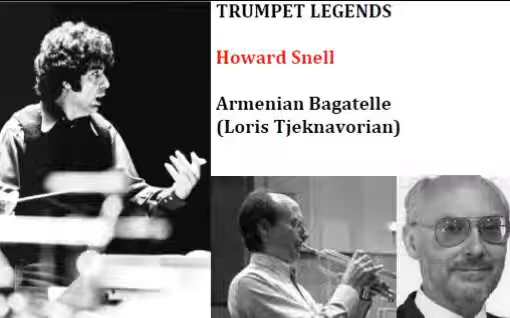 TRUMPET LEGENDS
Howard Snell
Armenian Bagatelle
(Loris Tjeknavorian)